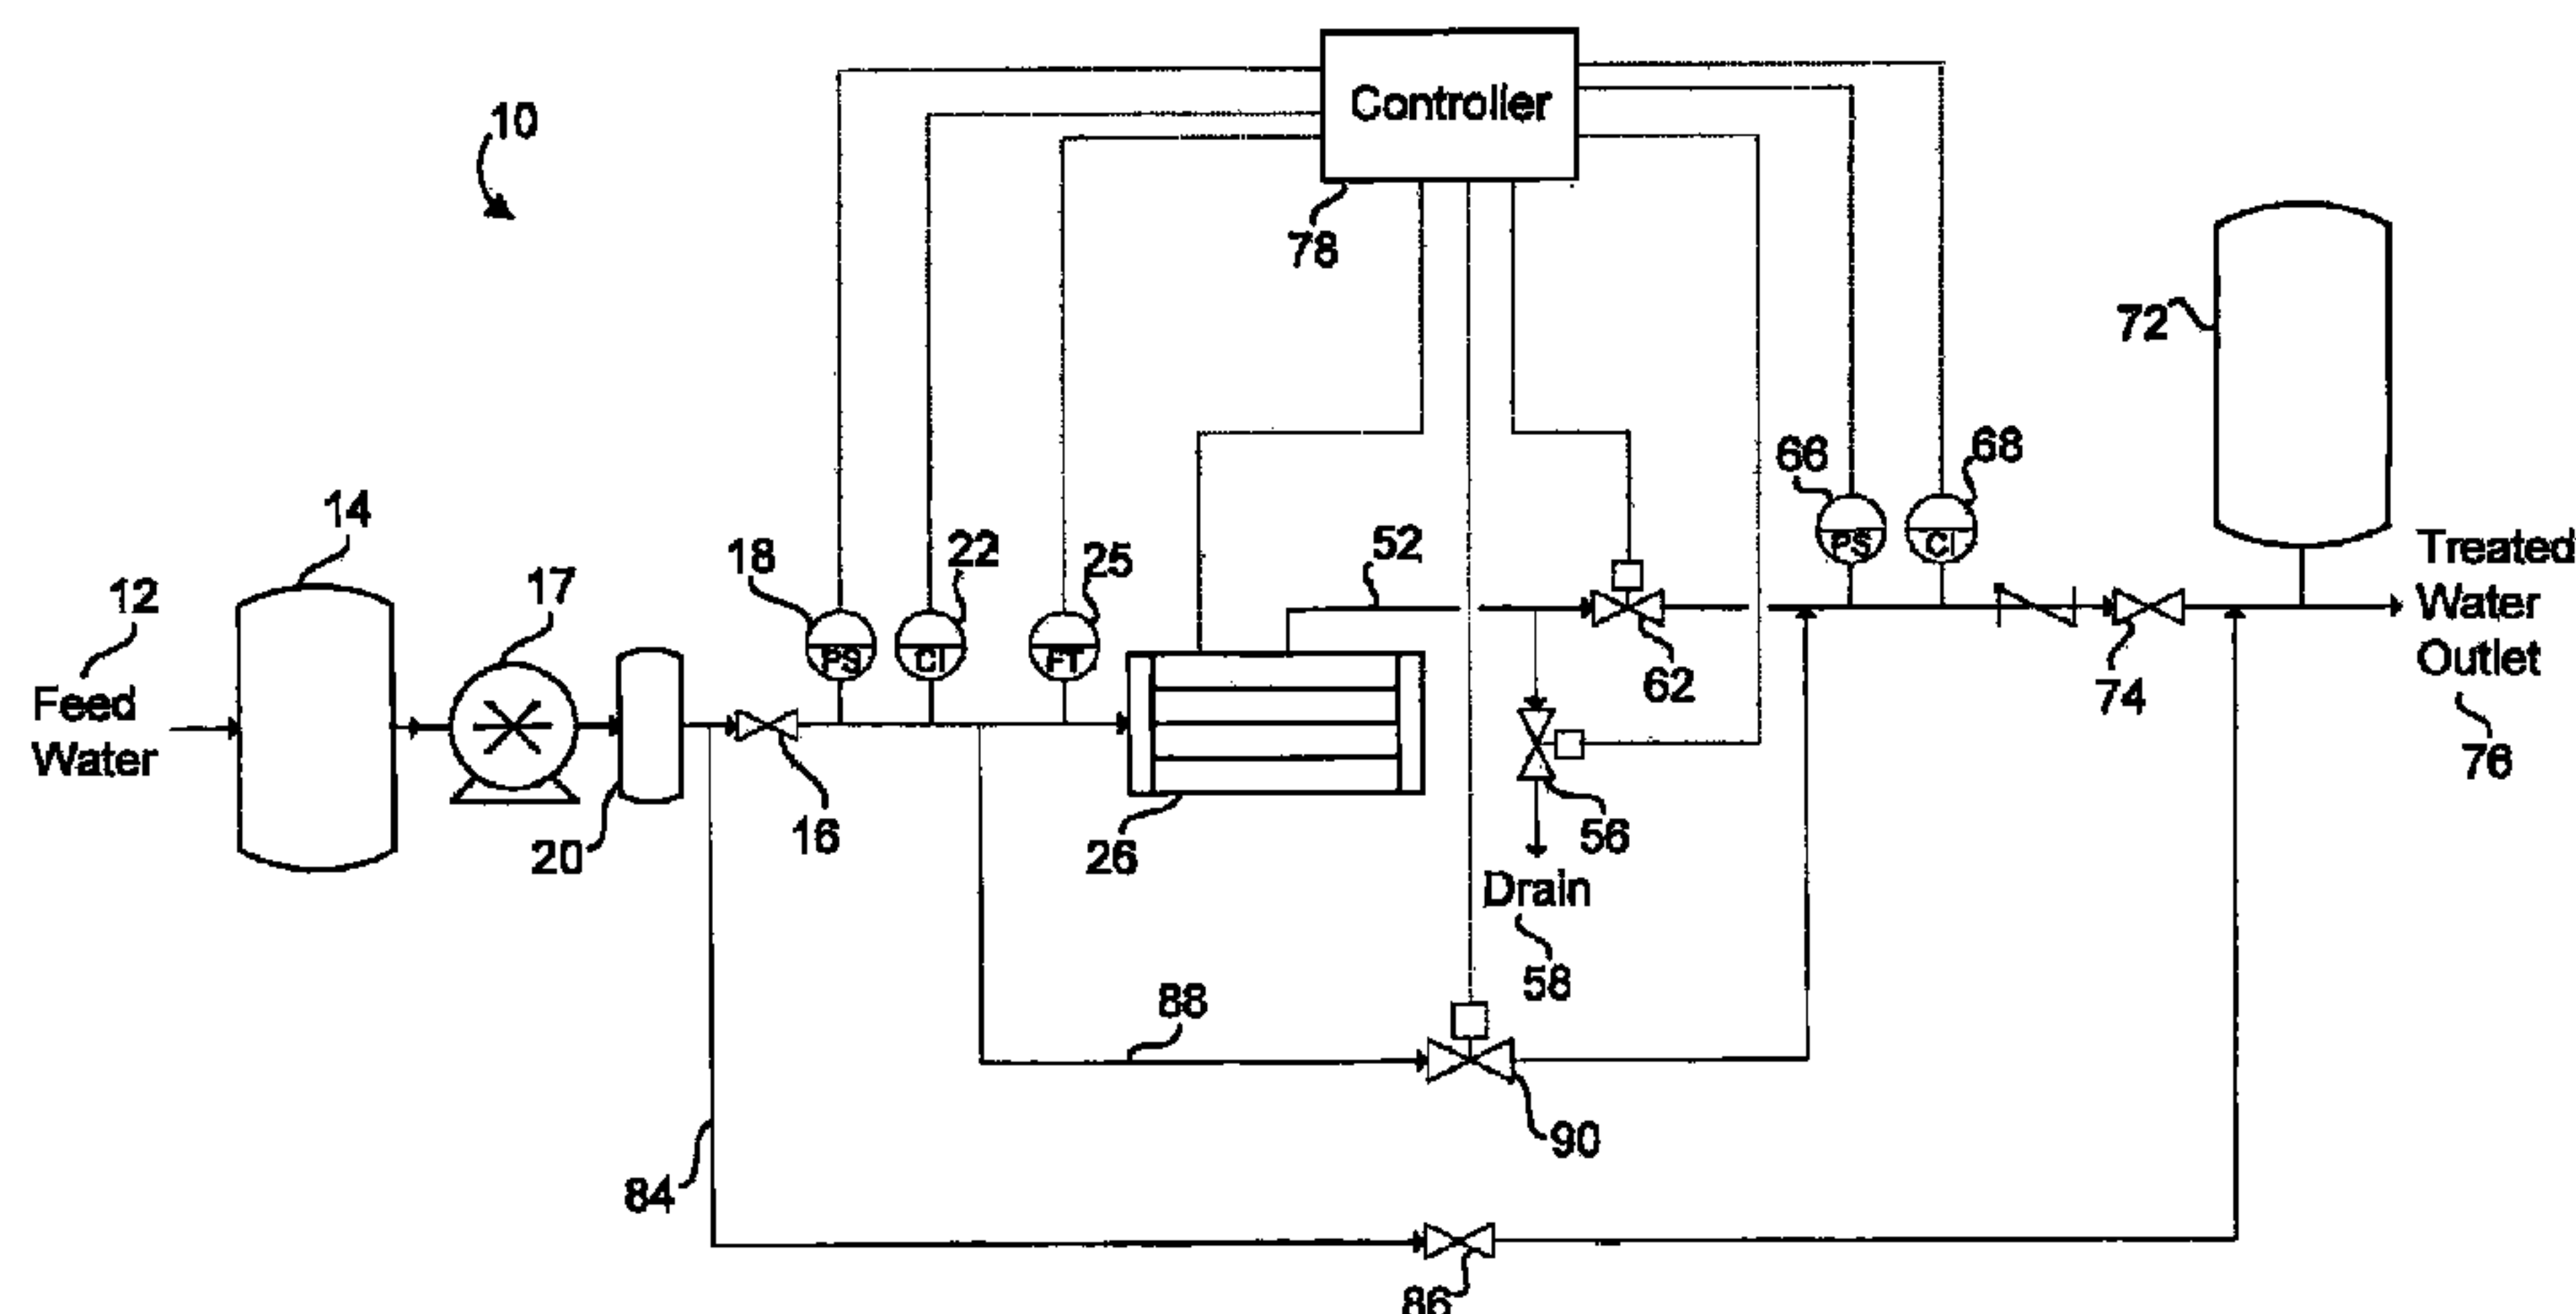 Controller
10
78
72
66
68
PS
CI
Treated
Water
Outlet
76
14
12
Feed
Water
17
18
22
25
52
PS
CI
FT
62
74
20
16
26
56
Drain
58
88
90
84
86